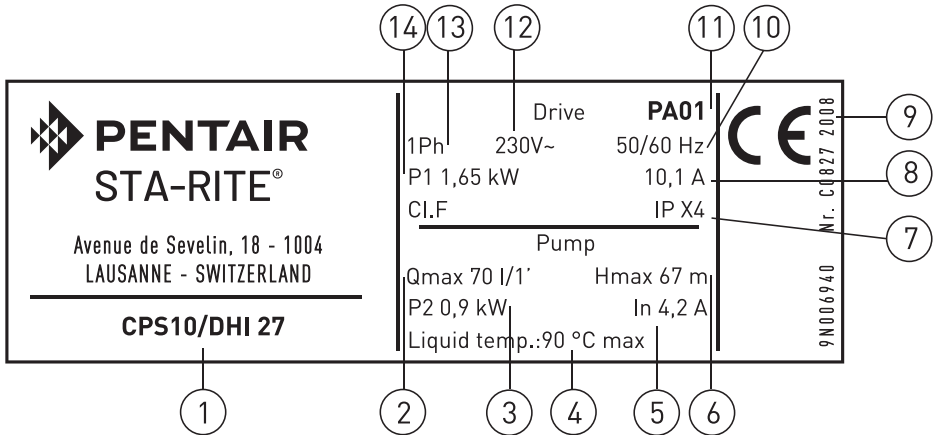 14 13 12 11 10
PENTAIR
STA-RITE®
Avenue de Sevelin, 18 - 1004
LAUSANNE - SWITZERLAND
CPS10/DHI 27
Drive PA01
1Ph 230V~ 50/60 Hz
P1 1,65 kW 10,1 A
Cl.F IP X4
Pump
Qmax 70 l/1' Hmax 67 m
P2 0,9 kW In 4,2 A
Liquid temp.:90 °C max
CE
Nr. C0827 2008
9N006940
9
8
7
1 2 3 4 5 6